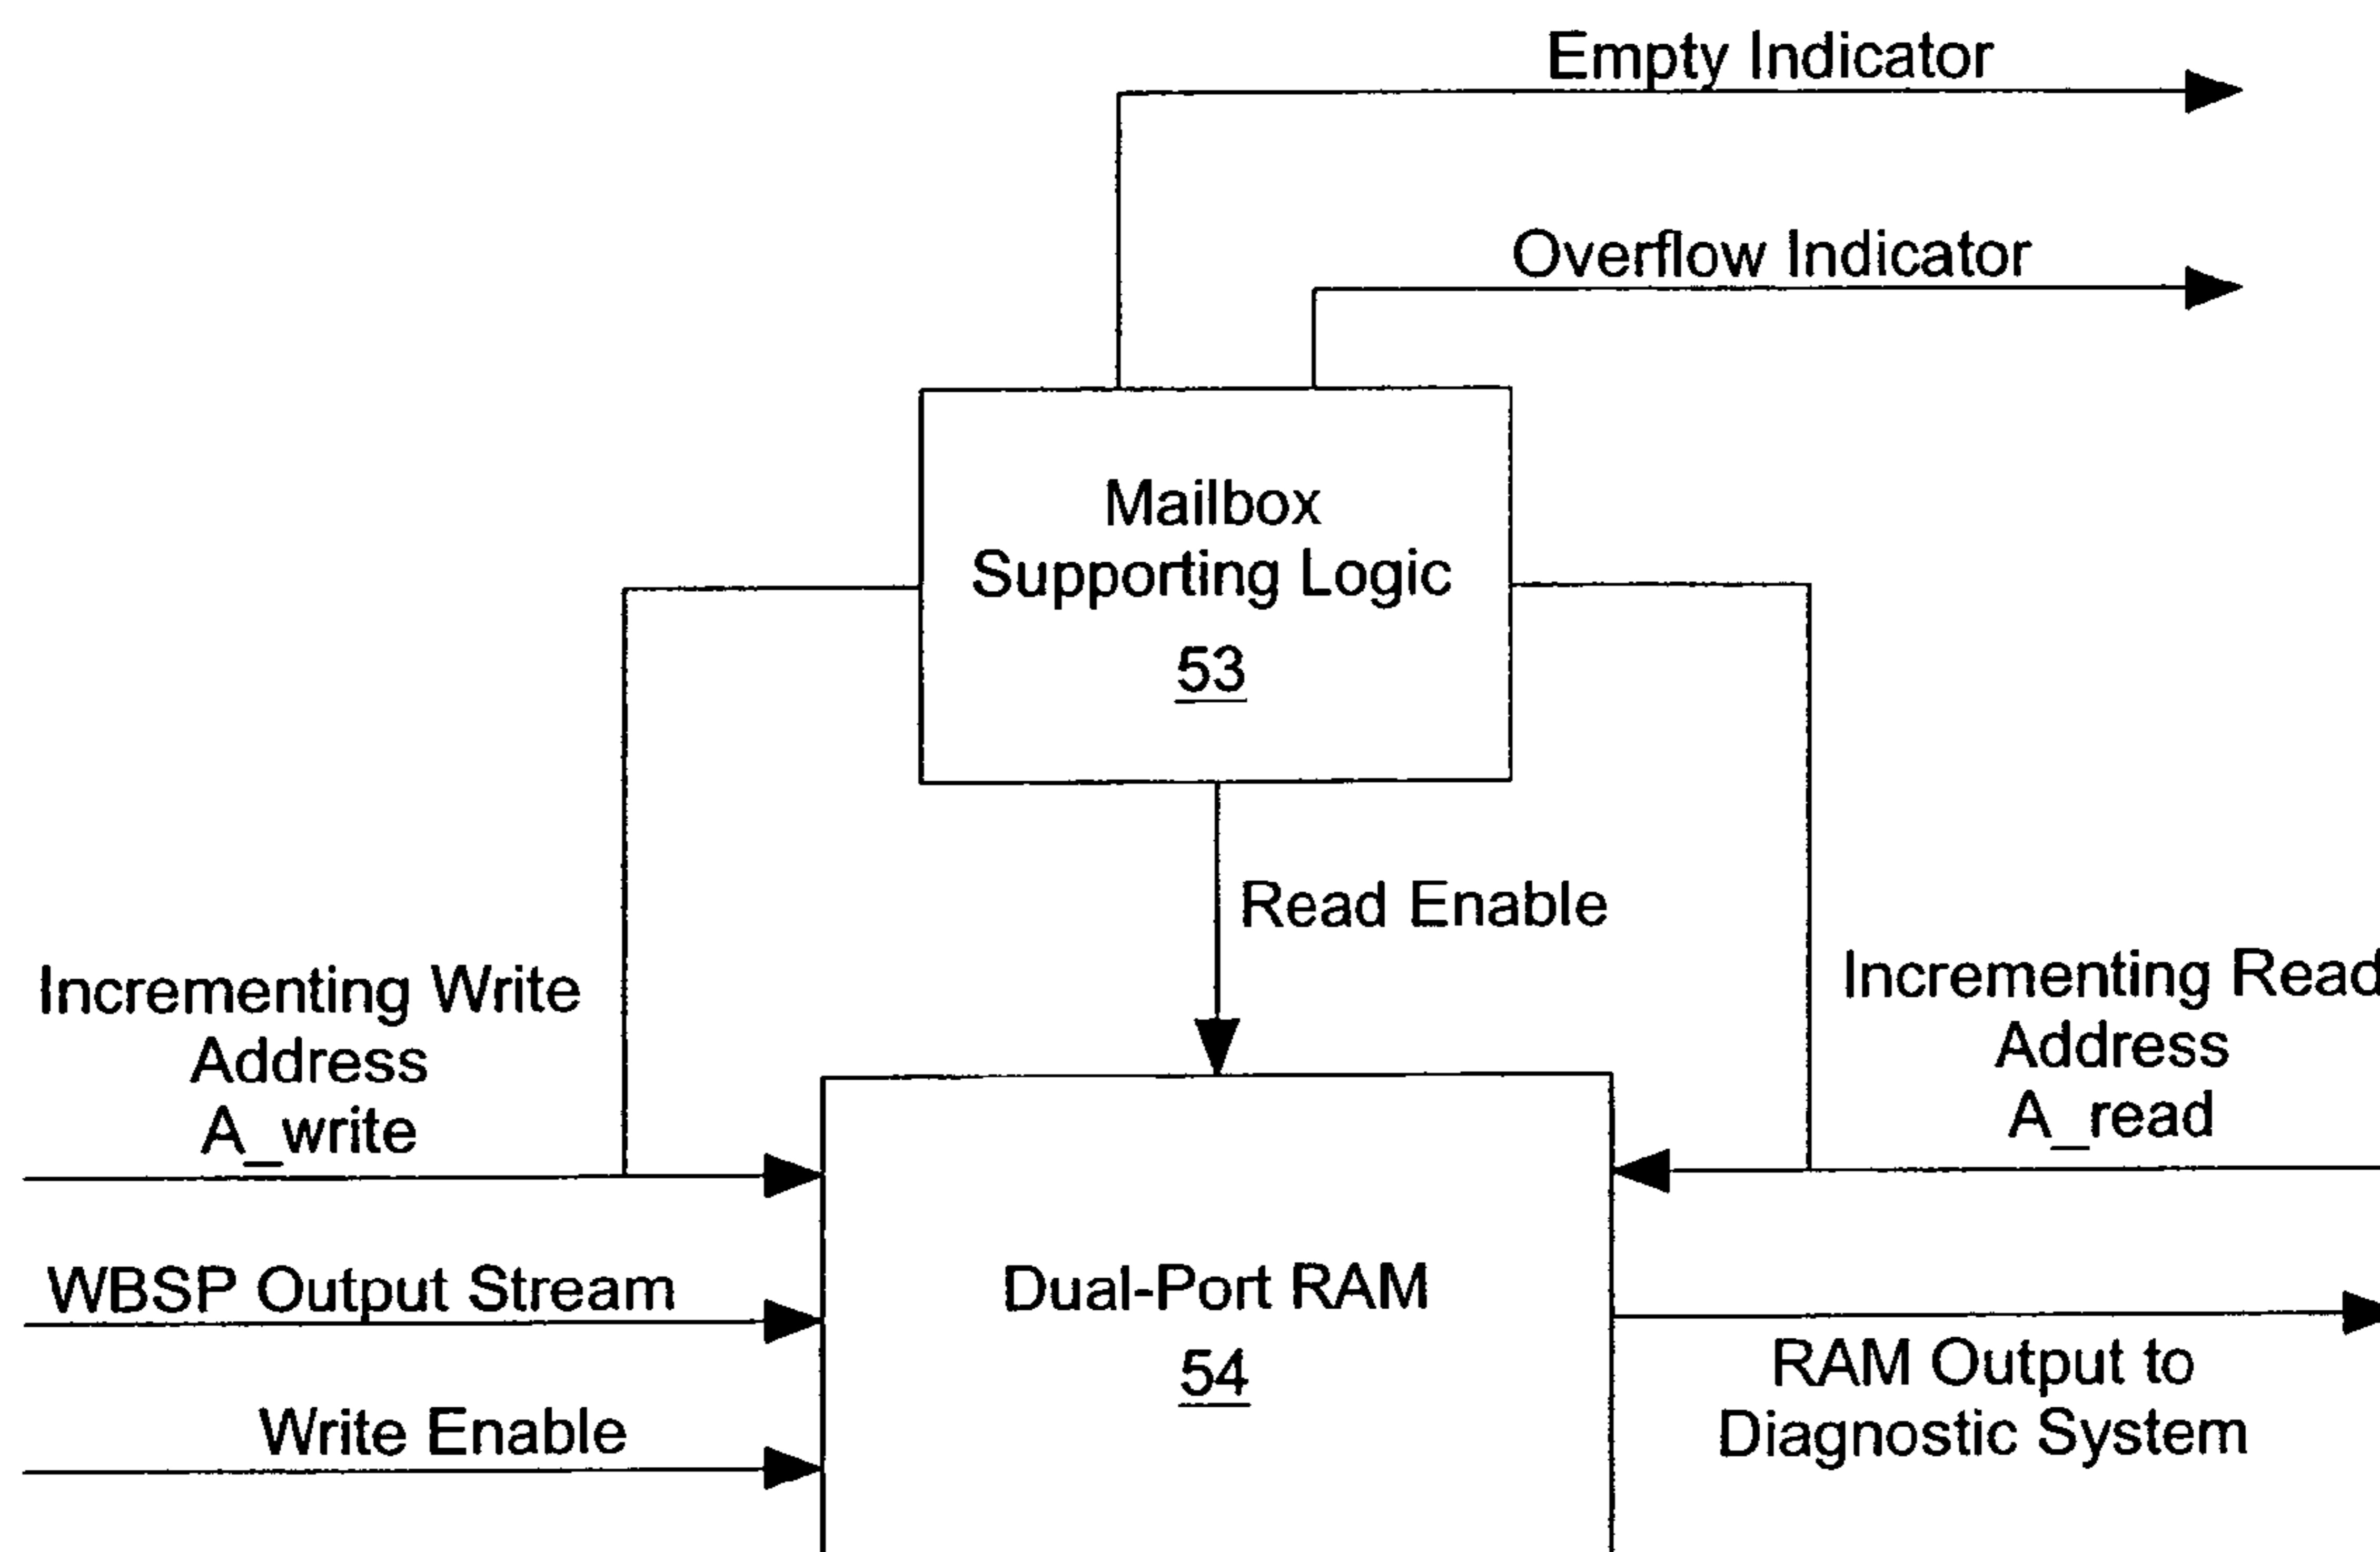 Empty Indicator
Overflow Indicator
Mailbox
Supporting Logic
53
Read Enable
Incrementing Write
Address
A_write
Incrementing Read
Address
A_read
WBSP Output Stream
Dual-Port RAM
54
Write Enable
RAM Output to
Diagnostic System